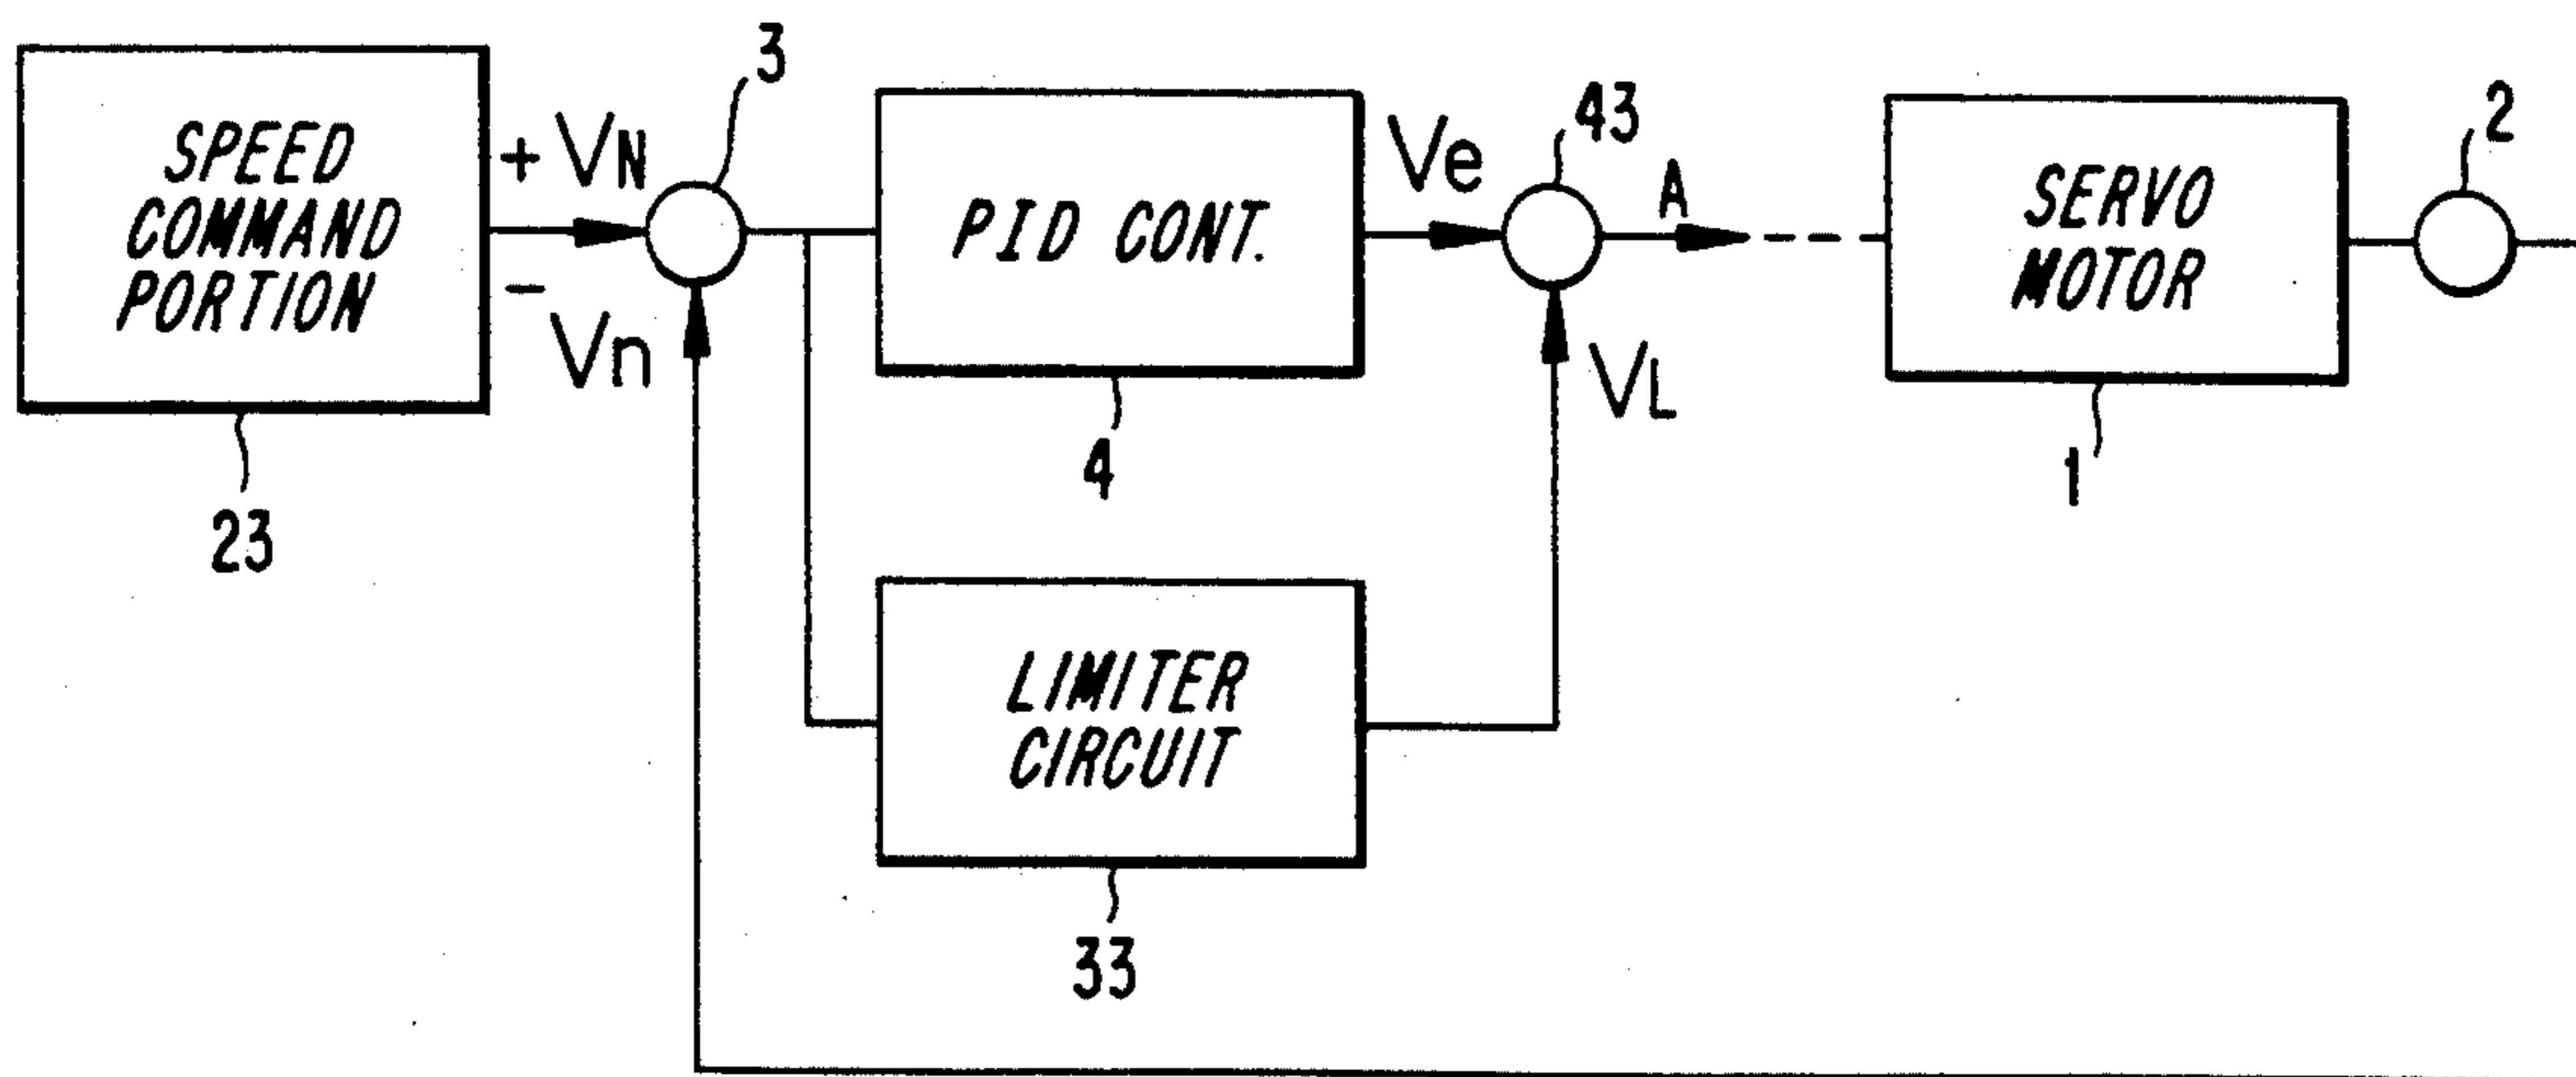 SPEED
COMMAND
PORTION
23
+ VN
- Vn
3
PID CONT.
4
LIMITER
CIRCUIT
33
Ve
VL
43
A
SERVO
MOTOR
1
2